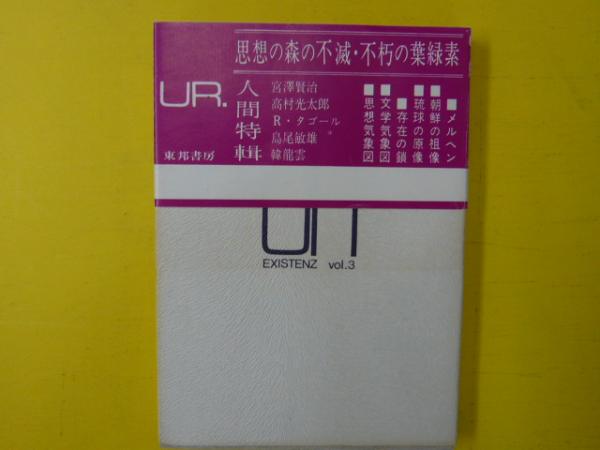 思想の森の不滅・不朽の葉緑素
UR.
東邦書房
人間特輯
宮澤賢治
高村光太郎
R・タゴール
島尾敏雄
韓龍雲
■メルヘン
■朝鮮の祖像
■琉球の原像
■存在の鎖
■文学気象図
■思想気象図
EXISTENZ vol.3